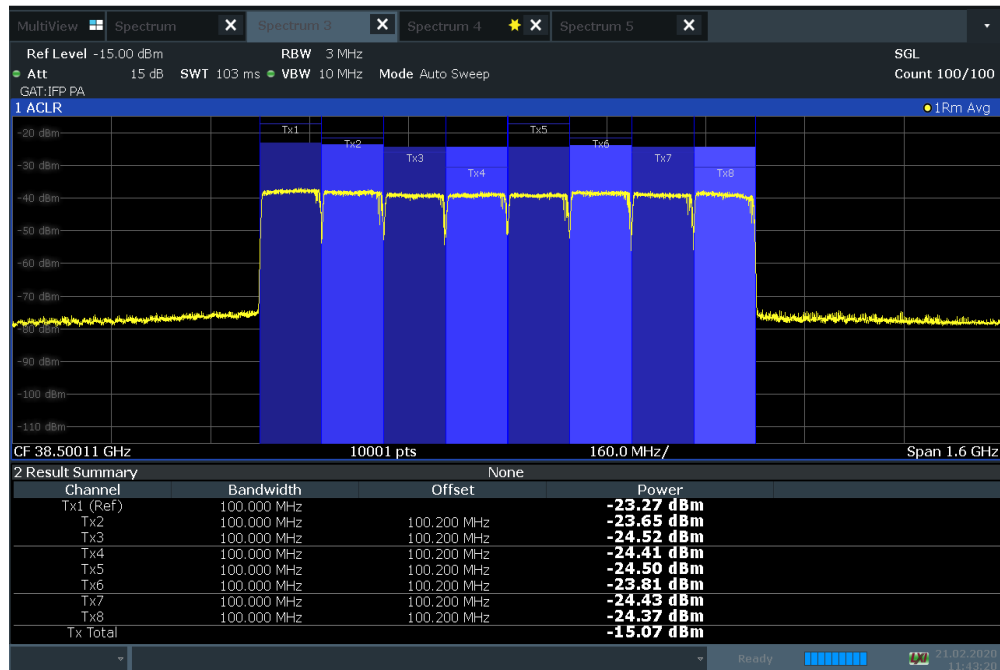 MultiView Spectrum X Spectrum 3 X Spectrum 4 X Spectrum 5 X
Ref Level -15.00 dBm RBW 3 MHz SGL
Att 15 dB SWT 103 ms VBW 10 MHz Mode Auto Sweep Count 100/100
GAT:IFP PA
1 ACLR 1Rm Avg
-20 dBm
Tx1 Tx5
Tx2 Tx6
Tx3 Tx7
-30 dBm
Tx4 Tx8
-40 dBm
-50 dBm
-60 dBm
-70 dBm
-80 dBm
-90 dBm
-100 dBm
-110 dBm
CF 38.50011 GHz 10001 pts 160.0 MHz/ Span 1.6 GHz
2 Result Summary None
Channel Bandwidth Offset Power
Tx1 (Ref) 100.000 MHz -23.27 dBm
Tx2 100.000 MHz 100.200 MHz -23.65 dBm
Tx3 100.000 MHz 100.200 MHz -24.52 dBm
Tx4 100.000 MHz 100.200 MHz -24.41 dBm
Tx5 100.000 MHz 100.200 MHz -24.50 dBm
Tx6 100.000 MHz 100.200 MHz -23.81 dBm
Tx7 100.000 MHz 100.200 MHz -24.43 dBm
Tx8 100.000 MHz 100.200 MHz -24.37 dBm
Tx Total -15.07 dBm
Ready 21.02.2020
11:43:20